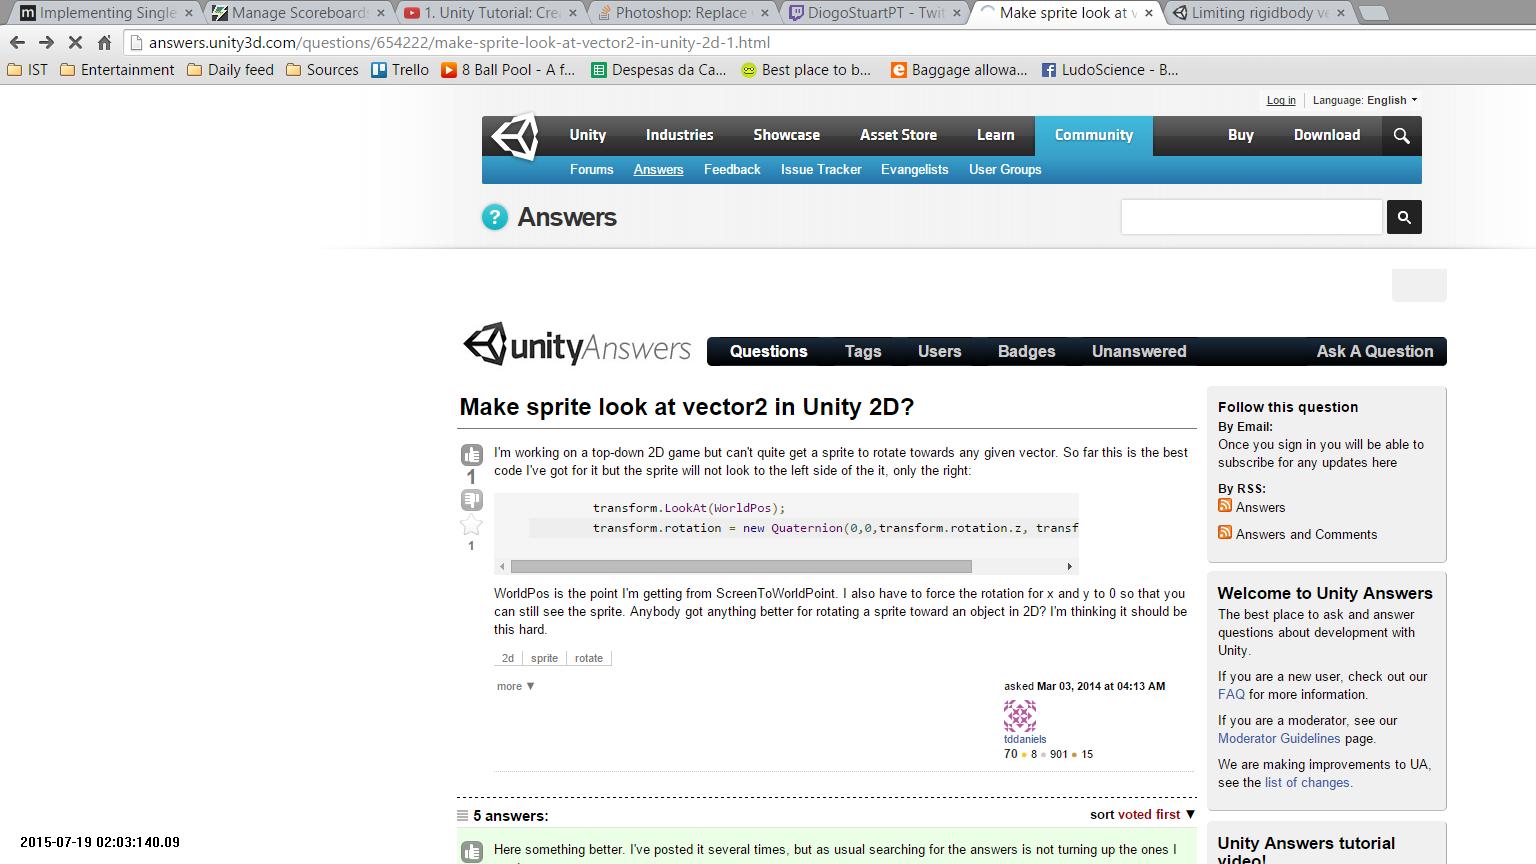 Implementing Single
Manage Scoreboards
1. Unity Tutorial: Cre
Photoshop: Replace
DiogoStuartPT - Twit
Make sprite look at v
Limiting rigidbody ve
answers.unity3d.com/questions/654222/make-sprite-look-at-vector2-in-unity-2d-1.html
IST Entertainment Daily feed Sources Trello 8 Ball Pool - A f... Despesas da Ca... Best place to b... Baggage allowa... LudoScience - B...
Log in Language: English
Unity Industries Showcase Asset Store Learn Community Buy Download
Forums Answers Feedback Issue Tracker Evangelists User Groups
? Answers
unityAnswers Questions Tags Users Badges Unanswered Ask A Question
Make sprite look at vector2 in Unity 2D?
I'm working on a top-down 2D game but can't quite get a sprite to rotate towards any given vector. So far this is the best
code I've got for it but the sprite will not look to the left side of the it, only the right:
1
1
transform.LookAt(WorldPos);
transform.rotation = new Quaternion(0,0,transform.rotation.z, transf
WorldPos is the point I'm getting from ScreenToWorldPoint. I also have to force the rotation for x and y to 0 so that you
can still see the sprite. Anybody got anything better for rotating a sprite toward an object in 2D? I'm thinking it should be
this hard.
2d sprite rotate
more ▼
asked Mar 03, 2014 at 04:13 AM
tddaniels
70 ● 8 ● 901 ● 15
5 answers:
sort voted first ▼
Here something better. I've posted it several times, but as usual searching for the answers is not turning up the ones I
Follow this question
By Email:
Once you sign in you will be able to
subscribe for any updates here
By RSS:
Answers
Answers and Comments
Welcome to Unity Answers
The best place to ask and answer
questions about development with
Unity.
If you are a new user, check out our
FAQ for more information.
If you are a moderator, see our
Moderator Guidelines page.
We are making improvements to UA,
see the list of changes.
Unity Answers tutorial
video!
2015-07-19 02:03:140.09